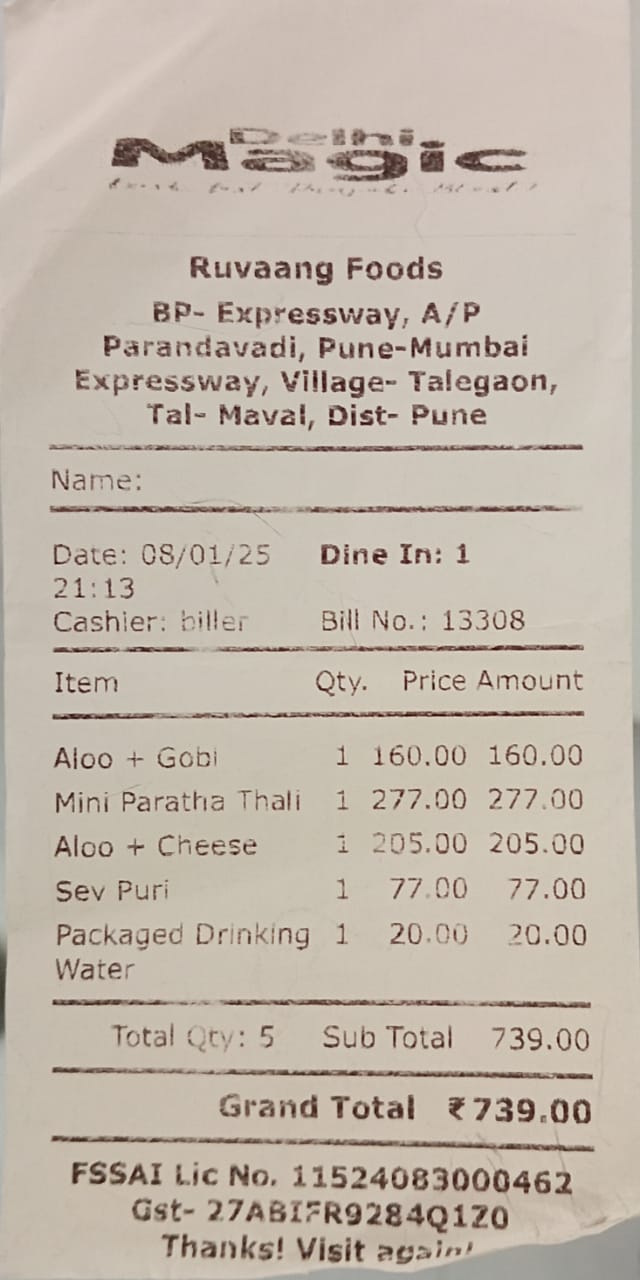 Delhi
Magic
Ruvaang Foods
BP- Expressway, A/P
Parandavadi, Pune-Mumbai
Expressway, Village- Talegaon,
Tal- Maval, Dist- Pune
Name:
Date: 08/01/25 Dine In: 1
21:13
Cashier: biller Bill No.: 13308
Item Qty. Price Amount
Aloo + Gobi 1 160.00 160.00
Mini Paratha Thali 1 277.00 277.00
Aloo + Cheese 1 205.00 205.00
Sev Puri 1 77.00 77.00
Packaged Drinking 1 20.00 20.00
Water
Total Qty: 5 Sub Total 739.00
Grand Total ₹739.00
FSSAI Lic No. 11524083000462
Gst- 27ABIFR9284Q1Z0
Thanks! Visit again!